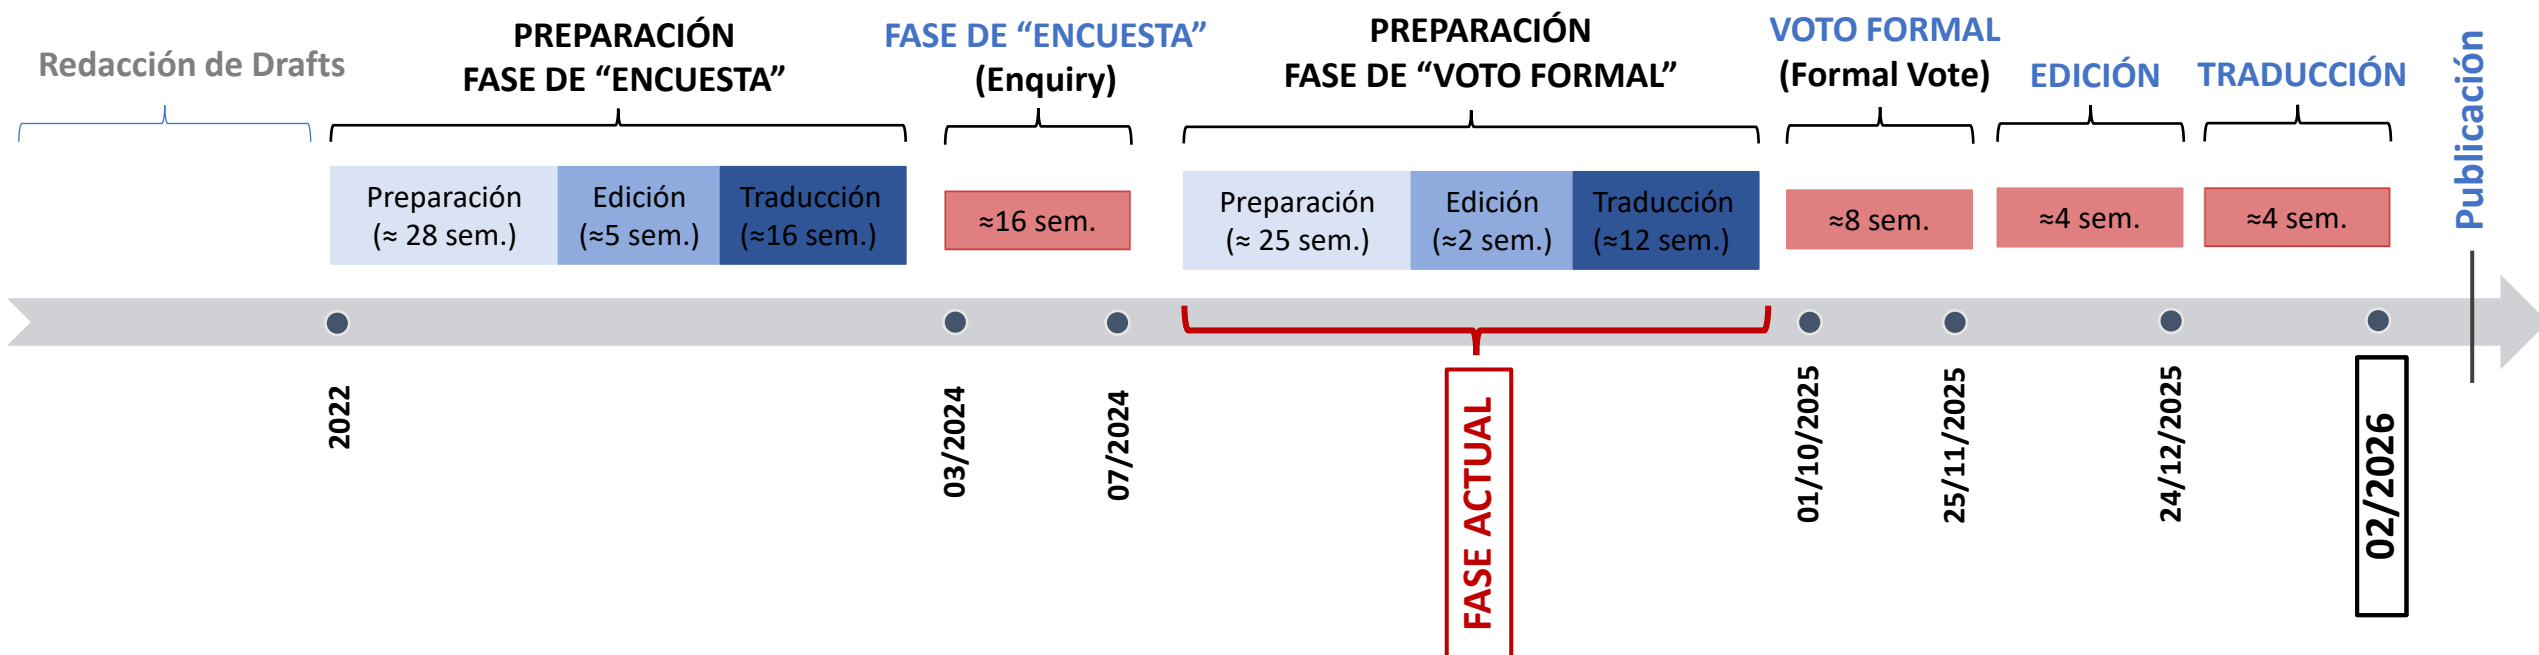 Redacción de Drafts
PREPARACIÓN
FASE DE “ENCUESTA”
FASE DE “ENCUESTA”
(Enquiry)
PREPARACIÓN
FASE DE “VOTO FORMAL”
VOTO FORMAL
(Formal Vote)
EDICIÓN
TRADUCCIÓN
Publicación
Preparación
(≈ 28 sem.)
Edición
(≈5 sem.)
Traducción
(≈16 sem.)
≈16 sem.
Preparación
(≈ 25 sem.)
Edición
(≈2 sem.)
Traducción
(≈12 sem.)
≈8 sem.
≈4 sem.
≈4 sem.
2022
03/2024
07/2024
FASE ACTUAL
01/10/2025
25/11/2025
24/12/2025
02/2026